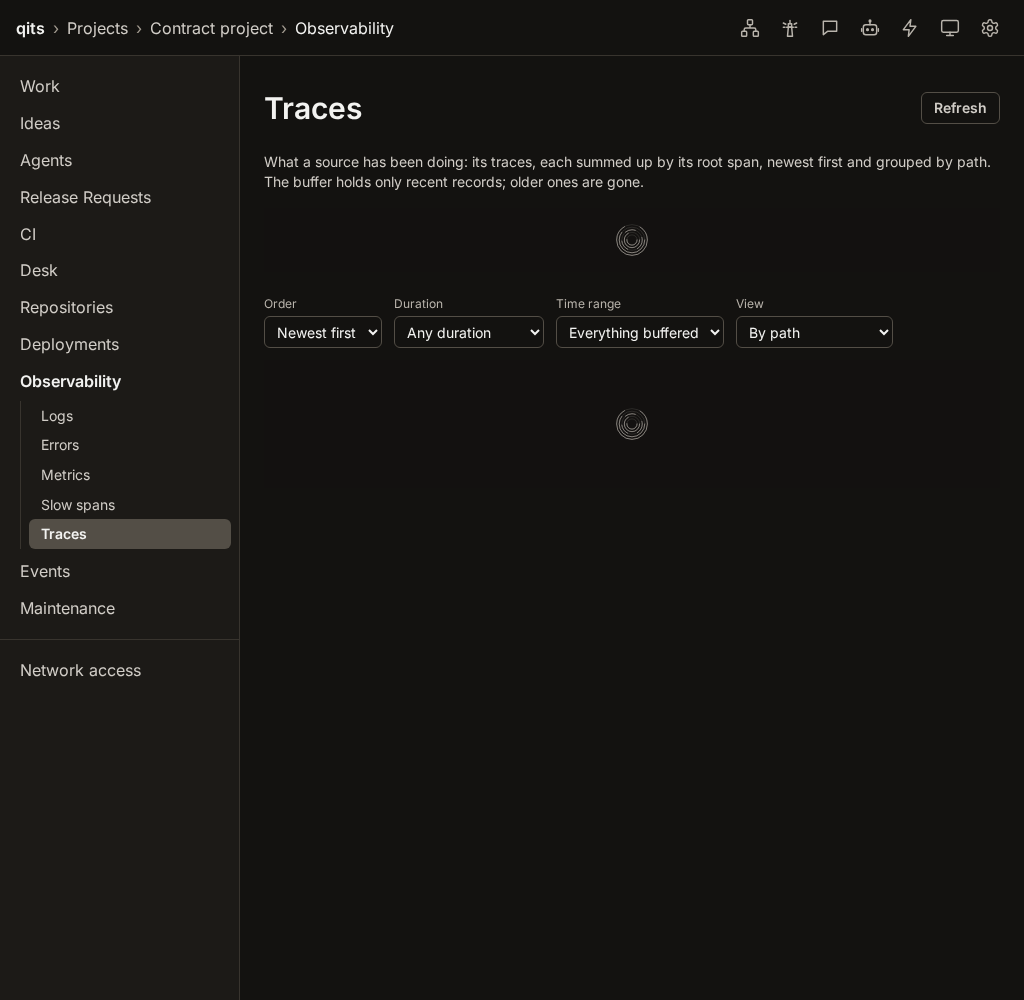 qits › Projects › Contract project › Observability
Work
Ideas
Agents
Release Requests
CI
Desk
Repositories
Deployments
Observability
Logs
Errors
Metrics
Slow spans
Traces
Events
Maintenance
Network access
Traces
Refresh
What a source has been doing: its traces, each summed up by its root span, newest first and grouped by path.
The buffer holds only recent records; older ones are gone.
Order Duration Time range View
Newest first Any duration Everything buffered By path